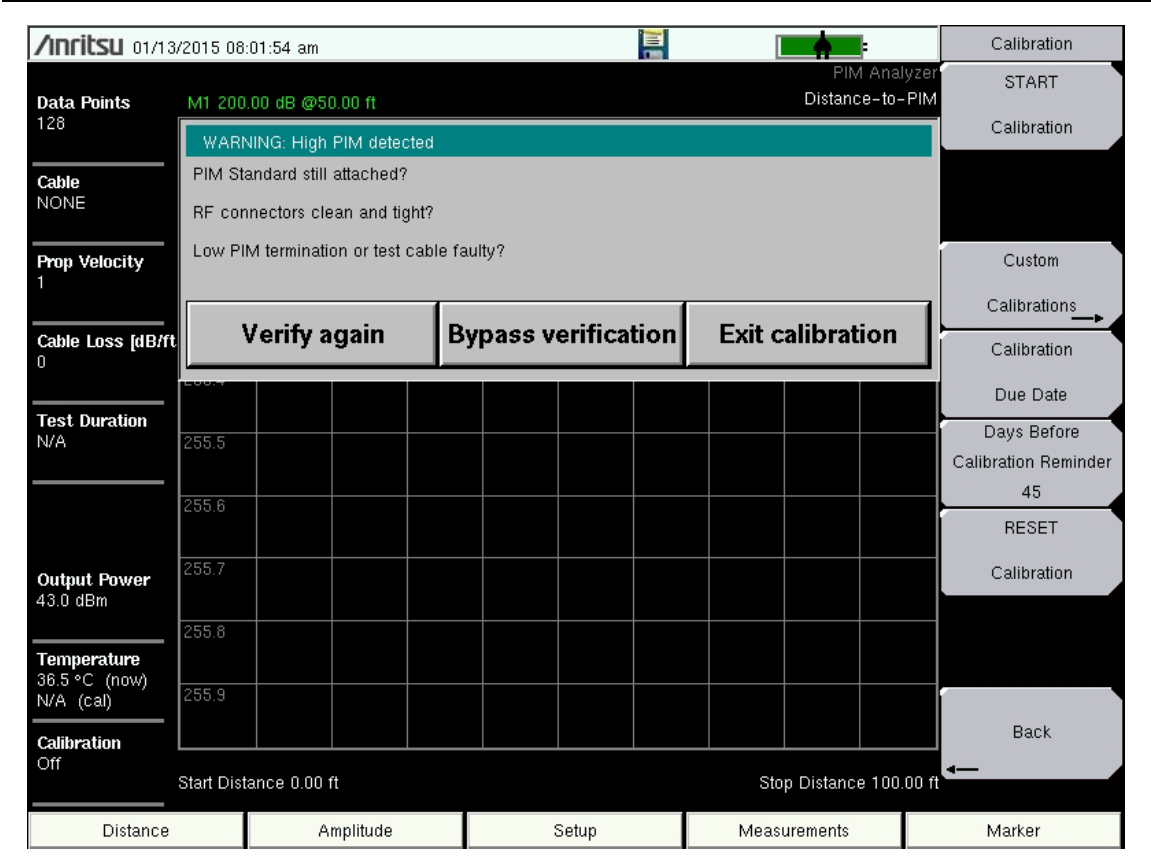 Anritsu 01/13/2015 08:01:54 am
Calibration
PIM Analyzer
M1 200.00 dB @50.00 ft
Distance-to-PIM
Data Points
128
Cable
NONE
Prop Velocity
1
Cable Loss [dB/ft
0
Test Duration
N/A
Output Power
43.0 dBm
Temperature
36.5 °C (now)
N/A (cal)
Calibration
Off
WARNING: High PIM detected
PIM Standard still attached?
RF connectors clean and tight?
Low PIM termination or test cable faulty?
Verify again
Bypass verification
Exit calibration
255.5
255.6
255.7
255.8
255.9
Start Distance 0.00 ft
Stop Distance 100.00 ft
START
Calibration
Custom
Calibrations
Calibration
Due Date
Days Before
Calibration Reminder
45
RESET
Calibration
Back
Distance
Amplitude
Setup
Measurements
Marker